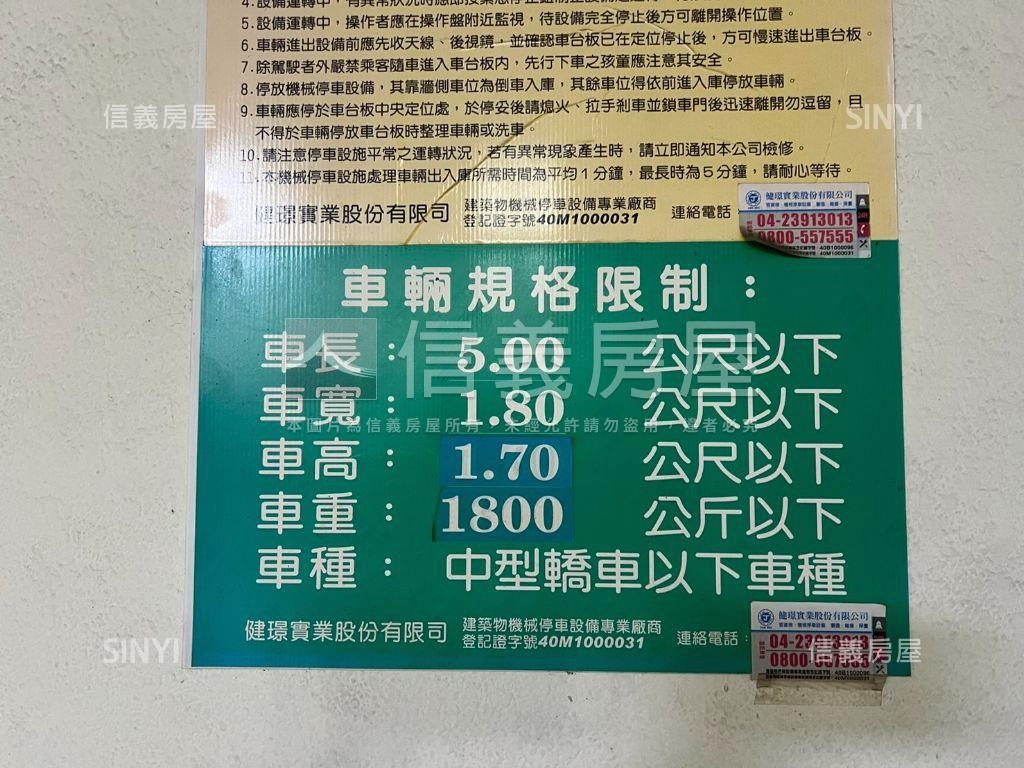 5.設備運轉中，操作者應在操作盤附近監視，待設備完全停止後方可離開操作位置。
6.車輛進出設備前應先收天線、後視鏡，並確認車台板已在定位停止後，方可慢速進出車台板。
7.除駕駛者外嚴禁乘客隨車進入車台板內，先行下車之孩童應注意其安全。
8.停放機械停車設備，其靠牆側車位為倒車入庫，其餘車位得依前進入庫停放車輛。
9.車輛應停於車台板中央定位處，於停妥後請熄火、拉手剎車並鎖車門後迅速離開勿逗留，且
不得於車輛停放車台板時整理車輛或洗車。
10.請注意停車設施平常之運轉狀況，若有異常現象產生時，請立即通知本公司檢修。
11.本機械停車設施處理車輛出入庫所需時間為平均1分鐘，最長時為5分鐘，請耐心等待。
健環實業股份有限公司 建築物機械停車設備專業廠商 登記證字號40M1000031 連絡電話
健環實業股份有限公司
04-23913013
0800-557555
40B1000096
40M1000031
車輛規格限制：
車長：5.00 公尺以下
車寬：1.80 公尺以下
車高：1.70 公尺以下
車重：1800 公斤以下
車種：中型轎車以下車種
健環實業股份有限公司 建築物機械停車設備專業廠商 登記證字號40M1000031 連絡電話：
健環實業股份有限公司
04-23913013
0800-557555
40B1000096
40M1000031
信義房屋
SINYI
信義房屋
本圖片為信義房屋所有，未經允許請勿盜用，違者必究
SINYI
信義房屋